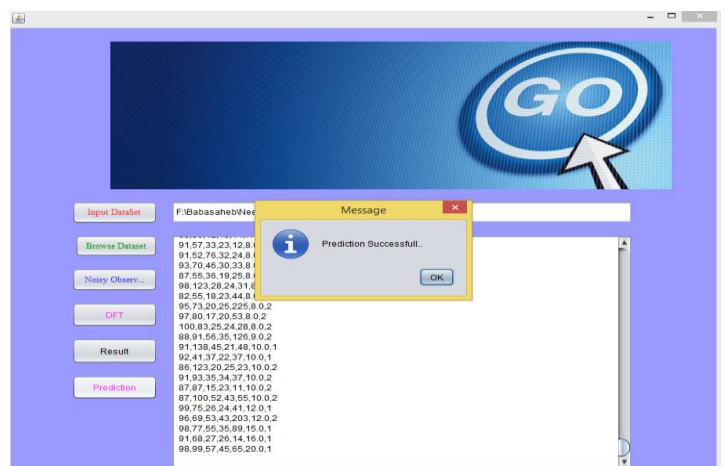 GO
Input DataSet
F:\Babasaheb\Nee
Message
Browse Dataset
91,57,33,23,12,8.
91,52,76,32,24,8.
93,70,46,30,33,8.
87,55,36,19,25,8.
98,123,28,24,31,8
82,55,18,23,44,8.
Prediction Successfull..
OK
Noisy Observ...
95,73,20,25,225,8.0,2
97,80,17,20,53,8.0,2
DFT
100,83,25,24,28,8.0,2
88,91,56,35,126,9.0,2
91,138,45,21,48,10.0,1
Result
92,41,37,22,37,10.0,1
86,123,20,25,23,10.0,2
91,93,35,34,37,10.0,2
Prediction
87,87,15,23,11,10.0,2
87,100,52,43,55,10.0,2
99,75,26,24,41,12.0,1
96,69,53,43,203,12.0,2
98,77,55,35,89,15.0,1
91,68,27,26,14,16.0,1
98,99,57,45,65,20.0,1